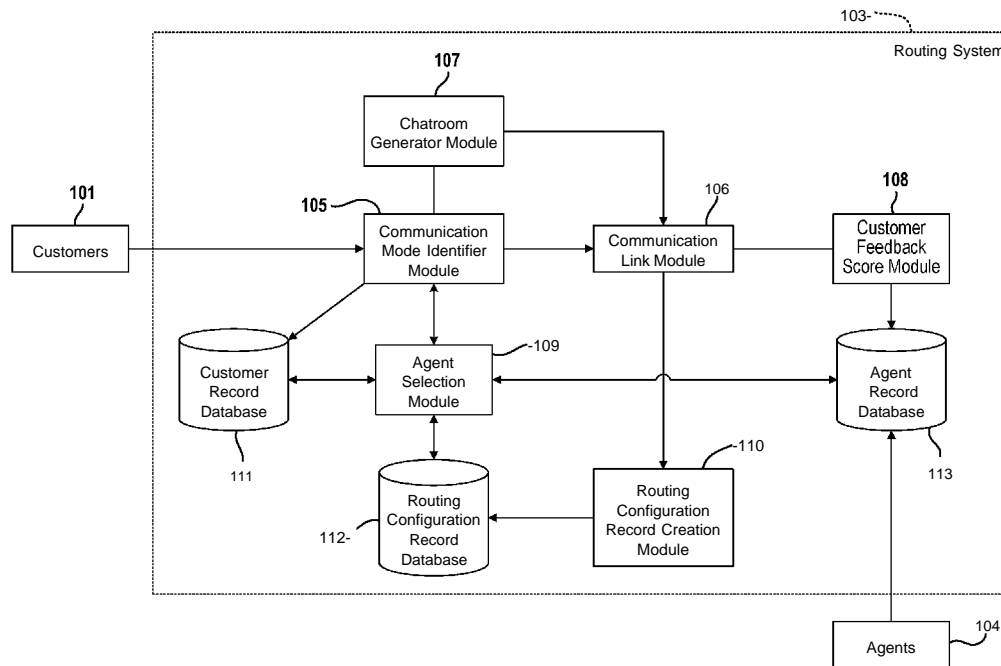 103-
Routing System
107
Chatroom
Generator Module
101
Customers
105
Communication
Mode Identifier
Module
106
Communication
Link Module
108
Customer
Feedback
Score Module
Customer
Record
Database
111
-109
Agent
Selection
Module
Agent
Record
Database
113
112-
Routing
Configuration
Record
Database
-110
Routing
Configuration
Record Creation
Module
Agents
104